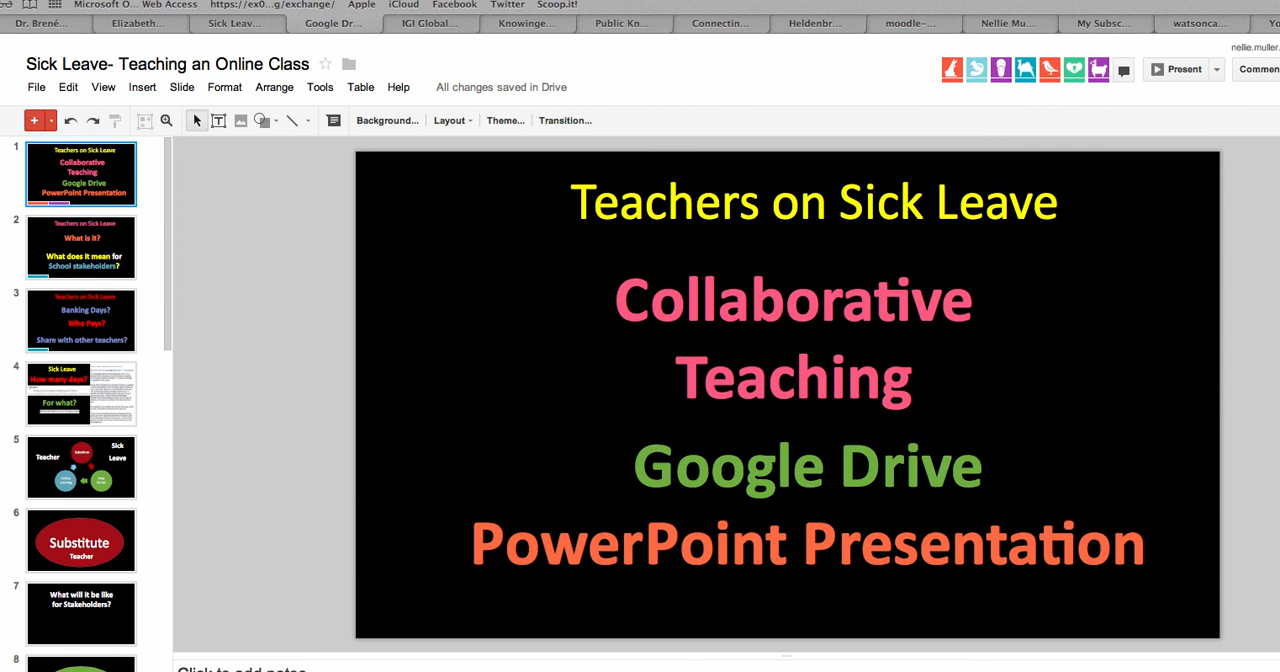 Microsoft O... Web Access https://ex0...g/exchange/ Apple iCloud Facebook Twitter Scoop.it!
Dr. Brené... Elizabeth... Sick Leav... Google Dr... IGI Global... Knowinge... Public Kn... Connectin... Heldenbr... moodle-... Nellie Mu... My Subsc... watsonca...
nellie.muller.
Sick Leave- Teaching an Online Class
Present Commen
File Edit View Insert Slide Format Arrange Tools Table Help All changes saved in Drive
Background... Layout Theme... Transition...
1
Teachers on Sick Leave
Collaborative
Teaching
Google Drive
PowerPoint Presentation
2
Teachers on Sick Leave
What is it?
What does it mean for
School stakeholders?
3
Teachers on Sick Leave
Banking Days?
Who Pays?
Share with other teachers?
4
Sick Leave
How many days?
For what?
5
Teacher
Sick
Leave
Substitute
6
Substitute
Teacher
7
What will it be like
for Stakeholders?
8
Teachers on Sick Leave
Collaborative
Teaching
Google Drive
PowerPoint Presentation
Click to add notes